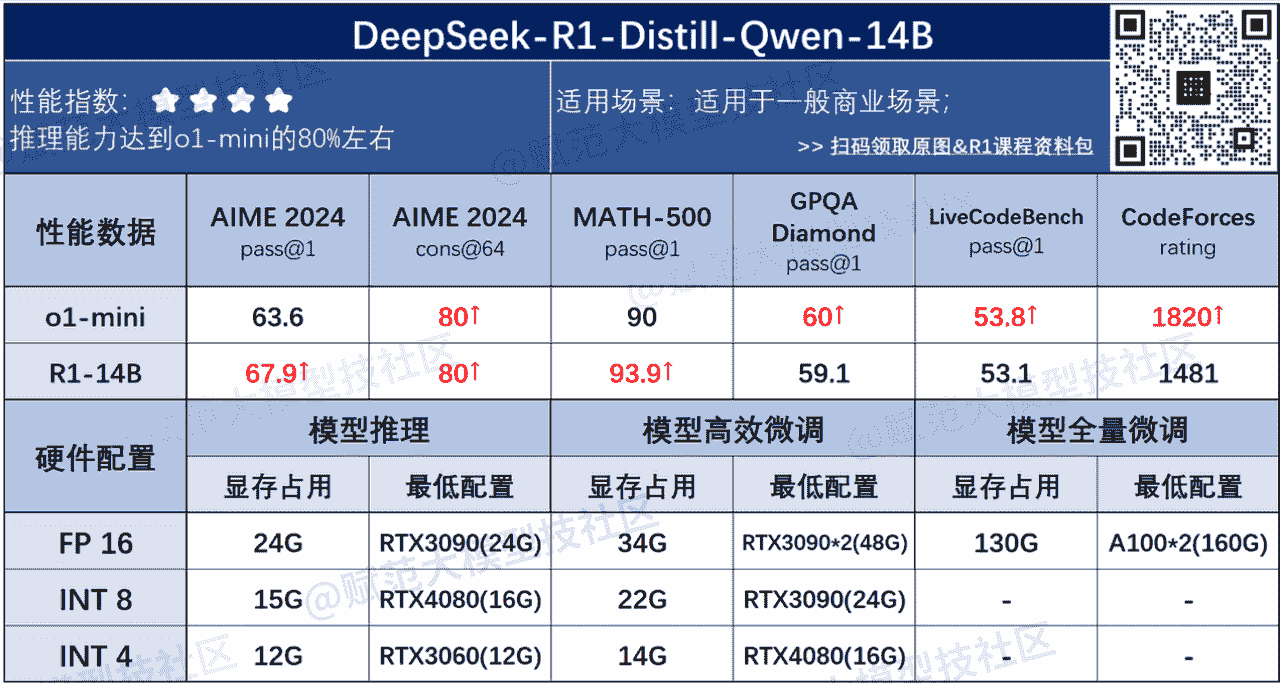 DeepSeek-R1-Distill-Qwen-14B
性能指数：
推理能力达到o1-mini的80%左右
适用场景：适用于一般商业场景；
>> 扫码领取原图&R1课程资料包
性能数据 AIME 2024 pass@1 AIME 2024 cons@64 MATH-500 pass@1 GPQA Diamond pass@1 LiveCodeBench pass@1 CodeForces rating
o1-mini 63.6 80↑ 90 60↑ 53.8↑ 1820↑
R1-14B 67.9↑ 80↑ 93.9↑ 59.1 53.1 1481
硬件配置 模型推理 模型高效微调 模型全量微调
显存占用 最低配置 显存占用 最低配置 显存占用 最低配置
FP 16 24G RTX3090(24G) 34G RTX3090*2(48G) 130G A100*2(160G)
INT 8 15G RTX4080(16G) 22G RTX3090(24G) - -
INT 4 12G RTX3060(12G) 14G RTX4080(16G) - -
@赋范大模型技社区